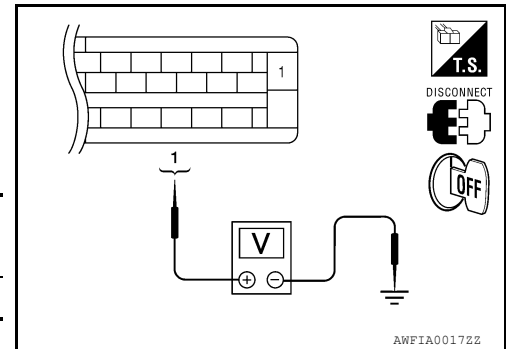 1
T.S.
DISCONNECT
OFF
1
V
+ −
AWFIA0017ZZ